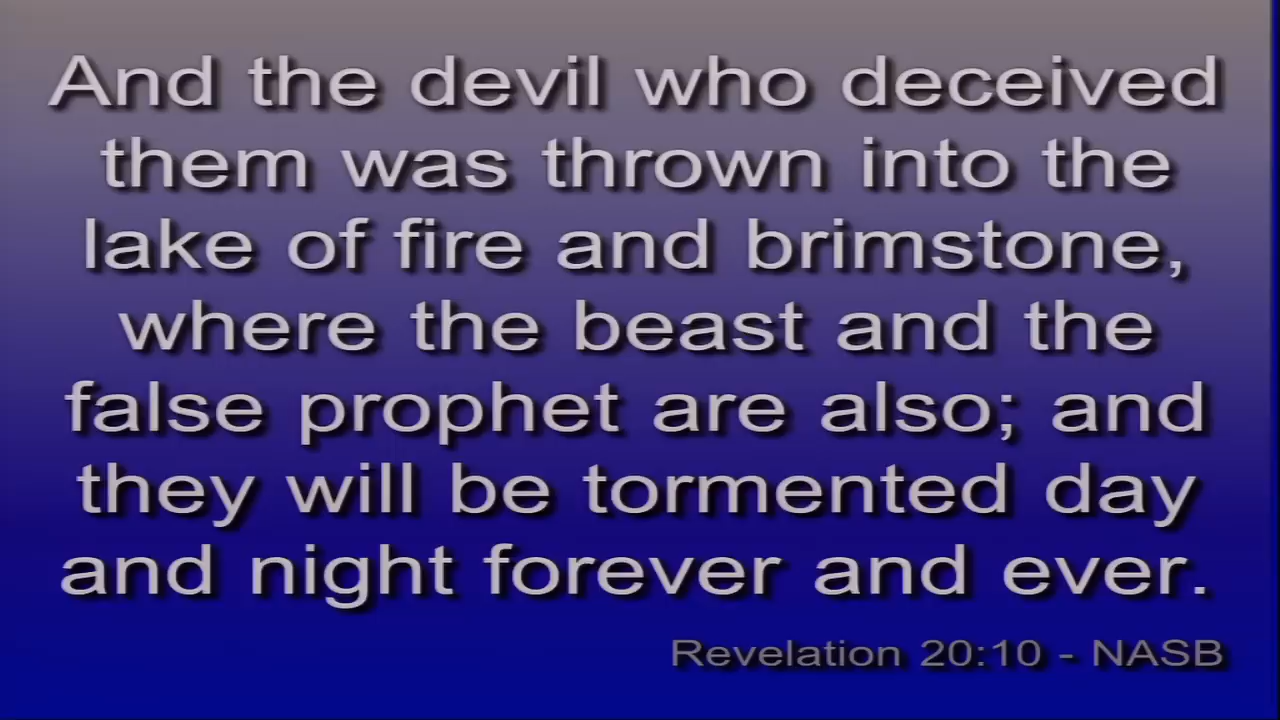 And the devil who deceived
them was thrown into the
lake of fire and brimstone,
where the beast and the
false prophet are also; and
they will be tormented day
and night forever and ever.
Revelation 20:10 - NASB